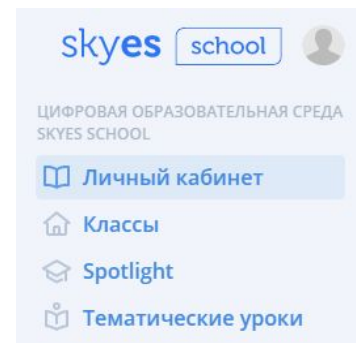 skyes school
ЦИФРОВАЯ ОБРАЗОВАТЕЛЬНАЯ СРЕДА
SKYES SCHOOL
Личный кабинет
Классы
Spotlight
Тематические уроки